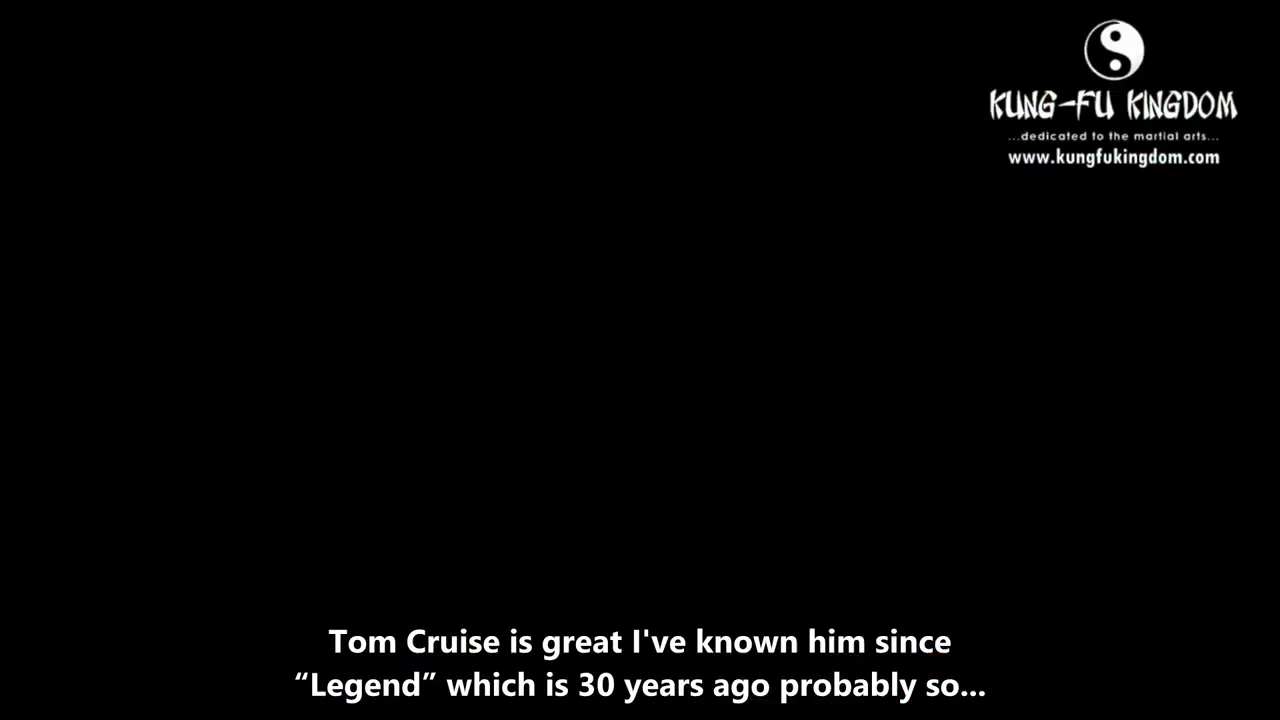 KUNG-FU KINGDOM
...dedicated to the martial arts...
www.kungfukingdom.com
Tom Cruise is great I've known him since
“Legend” which is 30 years ago probably so...